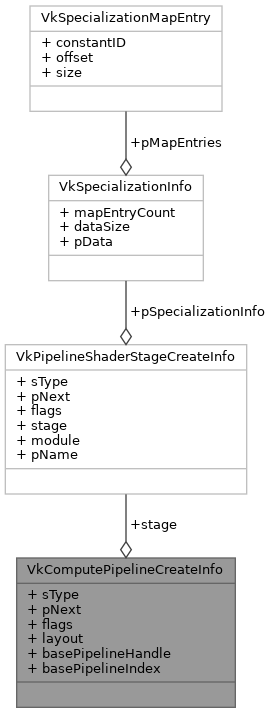 VkSpecializationMapEntry
+ constantID
+ offset
+ size
+pMapEntries
VkSpecializationInfo
+ mapEntryCount
+ dataSize
+ pData
+pSpecializationInfo
VkPipelineShaderStageCreateInfo
+ sType
+ pNext
+ flags
+ stage
+ module
+ pName
+stage
VkComputePipelineCreateInfo
+ sType
+ pNext
+ flags
+ layout
+ basePipelineHandle
+ basePipelineIndex